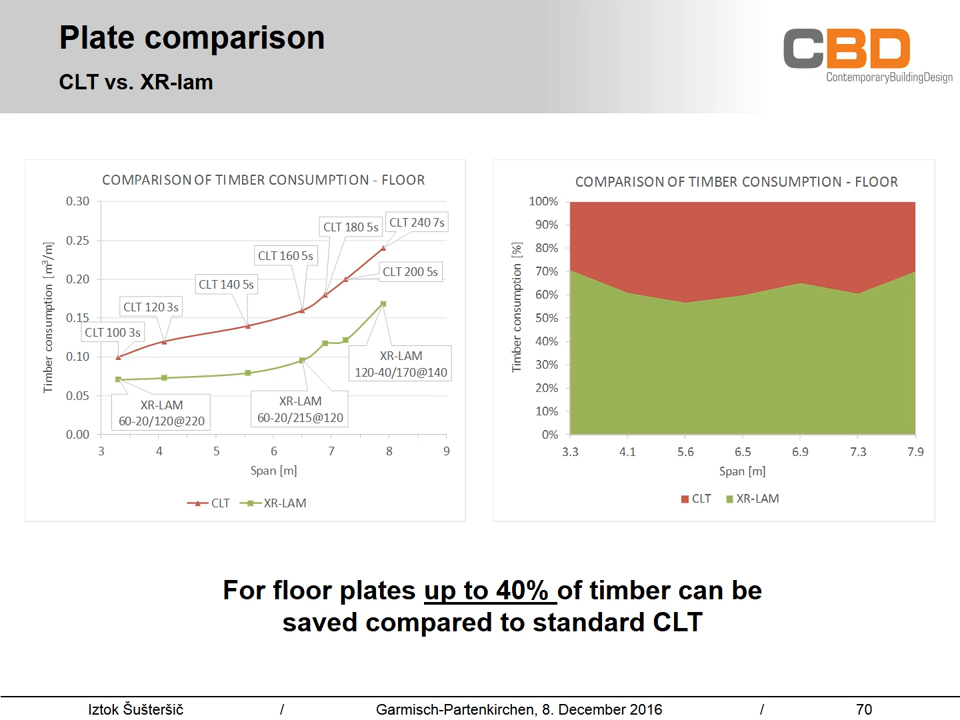 Plate comparison
CLT vs. XR-lam
CBD
ContemporaryBuildingDesign
COMPARISON OF TIMBER CONSUMPTION - FLOOR
Timber consumption [m³/m]
0.30
0.25
0.20
0.15
0.10
0.05
0.00
CLT 100 3s
CLT 120 3s
CLT 140 5s
CLT 160 5s
CLT 180 5s
CLT 240 7s
CLT 200 5s
XR-LAM
60-20/120@220
XR-LAM
60-20/215@120
XR-LAM
120-40/170@140
3 4 5 6 7 8 9
Span [m]
CLT XR-LAM
COMPARISON OF TIMBER CONSUMPTION - FLOOR
Timber consumption [%]
100%
90%
80%
70%
60%
50%
40%
30%
20%
10%
0%
3.3 4.1 5.6 6.5 6.9 7.3 7.9
Span [m]
CLT XR-LAM
For floor plates up to 40% of timber can be
saved compared to standard CLT
Iztok Šušteršič / Garmisch-Partenkirchen, 8. December 2016 / 70